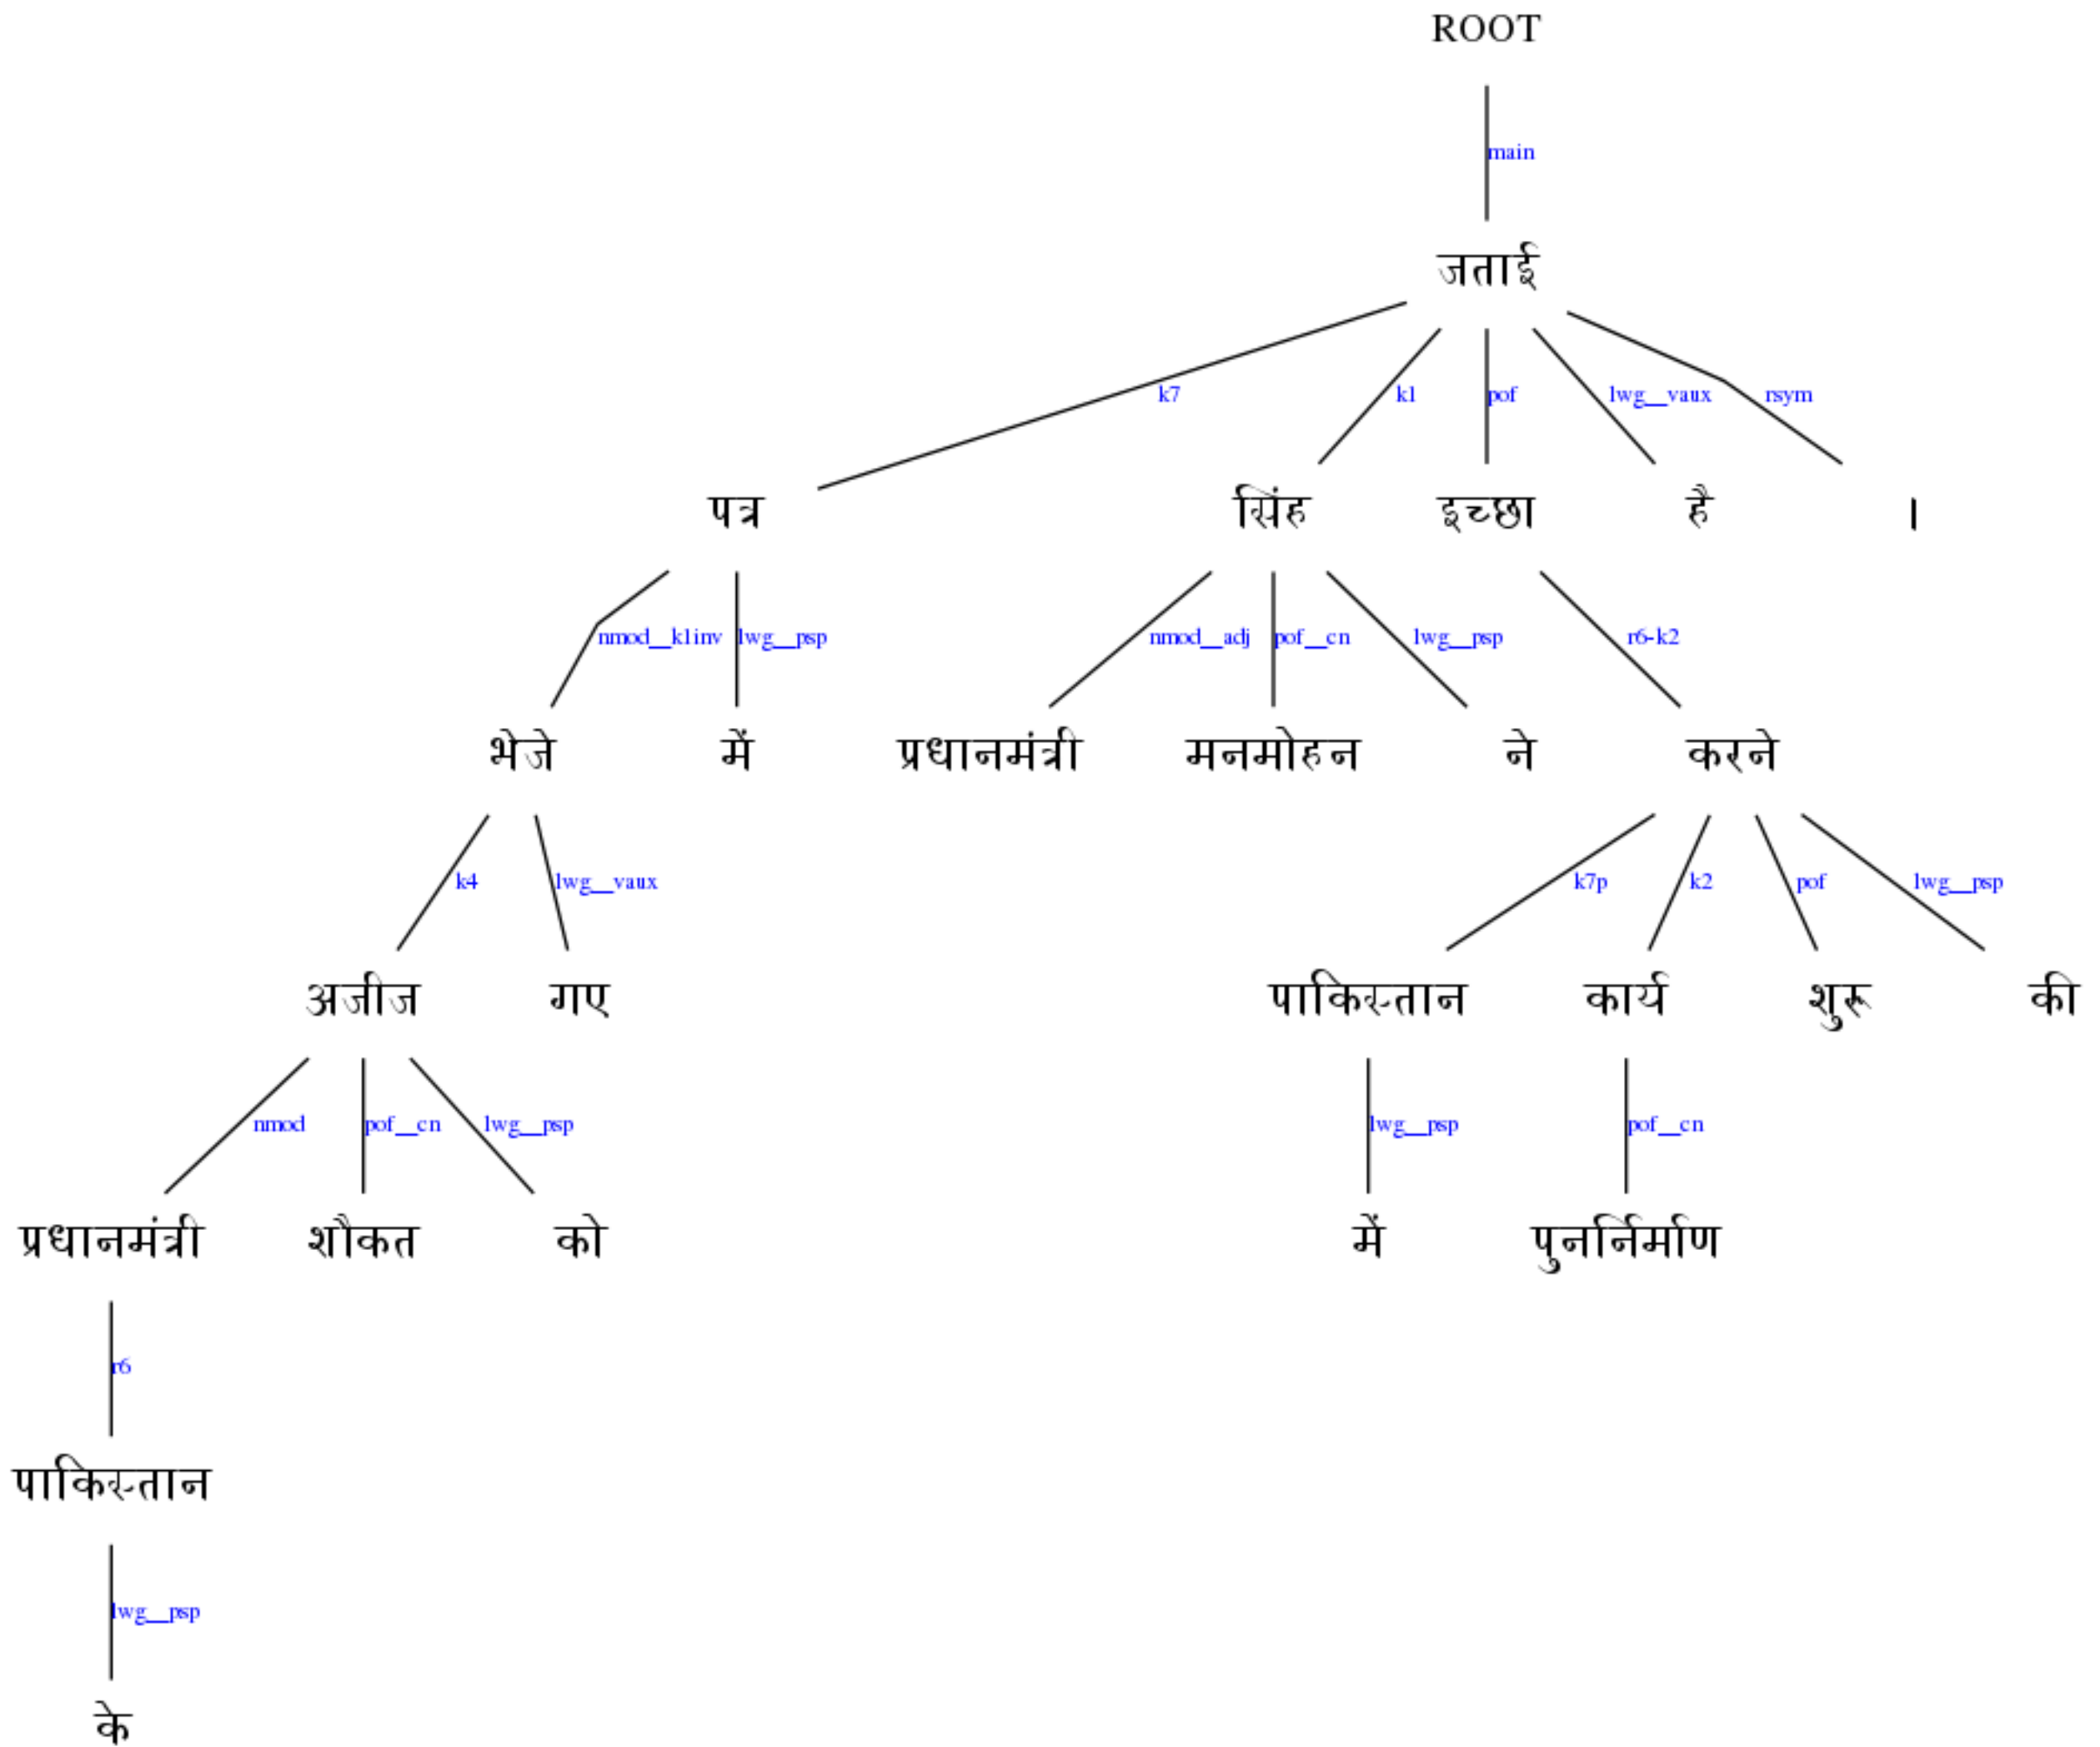 ROOT
main
जताई
k7 k1 pof lwg__vaux rsym
पत्र सिंह इच्छा है ।
nmod__k1inv lwg__psp nmod__adj pof__cn lwg__psp r6-k2
भेजे में प्रधानमंत्री मनमोहन ने करने
k4 lwg__vaux k7p k2 pof lwg__psp
अजीज गए पाकिस्तान कार्य शुरू की
nmod pof__cn lwg__psp lwg__psp pof__cn
प्रधानमंत्री शौकत को में पुनर्निर्माण
r6
पाकिस्तान
lwg__psp
के